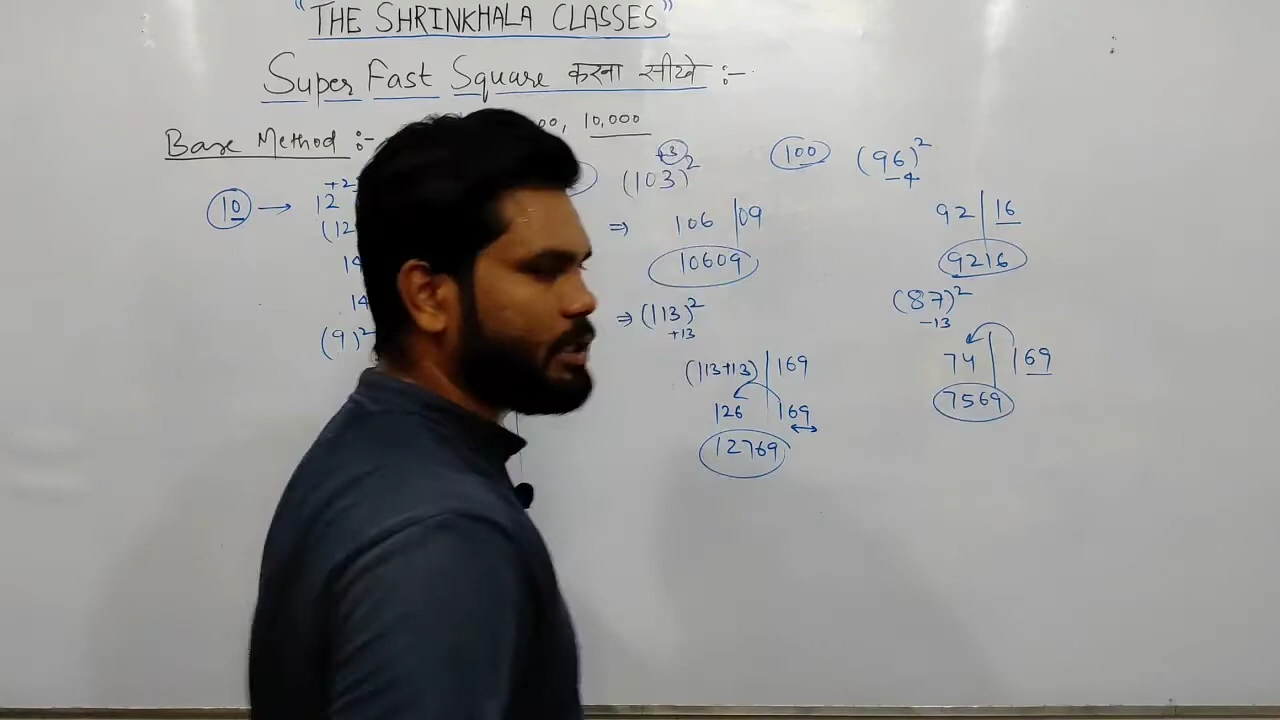 "THE SHRINKHALA CLASSES"
Super Fast Square करना सीखे :-
Base Method :- 00, 10,000
10 → 12 +2
(12
14
14
(9)²
+3
(103)²
⇒ 106 | 09
10609
⇒ (113)²
+13
(113+13) | 169
126 | 169
12769
100 (96)²
-4
92 | 16
9216
(87)²
-13
74 | 169
7569